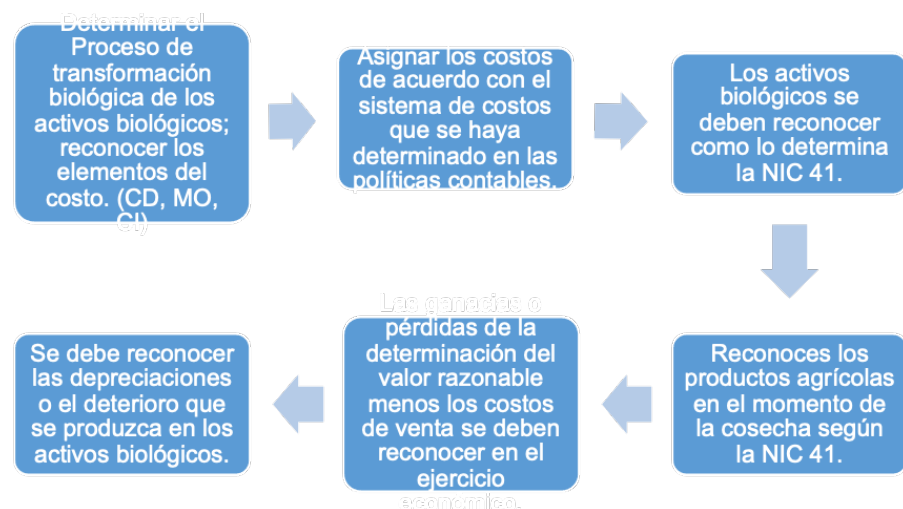 Determinar el
Proceso de
transformación
biológica de los
activos biológicos;
reconocer los
elementos del
costo. (CD, MO,
CI)
Asignar los costos
de acuerdo con el
sistema de costos
que se haya
determinado en las
políticas contables.
Los activos
biológicos se
deben reconocer
como lo determina
la NIC 41.
Reconoces los
productos agrícolas
en el momento de
la cosecha según
la NIC 41.
Las ganacias o
pérdidas de la
determinación del
valor razonable
menos los costos
de venta se deben
reconocer en el
ejercicio
economico.
Se debe reconocer
las depreciaciones
o el deterioro que
se produzca en los
activos biológicos.